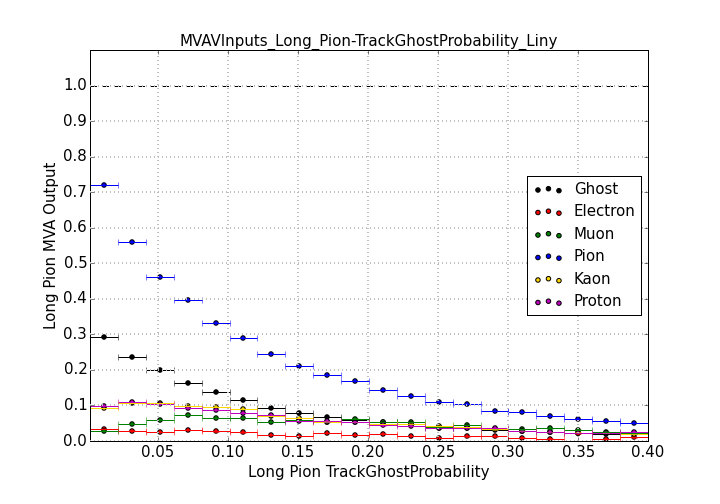 MVAVInputs_Long_Pion-TrackGhostProbability_Liny
1.0
0.9
0.8
0.7
0.6
0.5
0.4
0.3
0.2
0.1
0.0
Long Pion MVA Output
Ghost
Electron
Muon
Pion
Kaon
Proton
0.05 0.10 0.15 0.20 0.25 0.30 0.35 0.40
Long Pion TrackGhostProbability